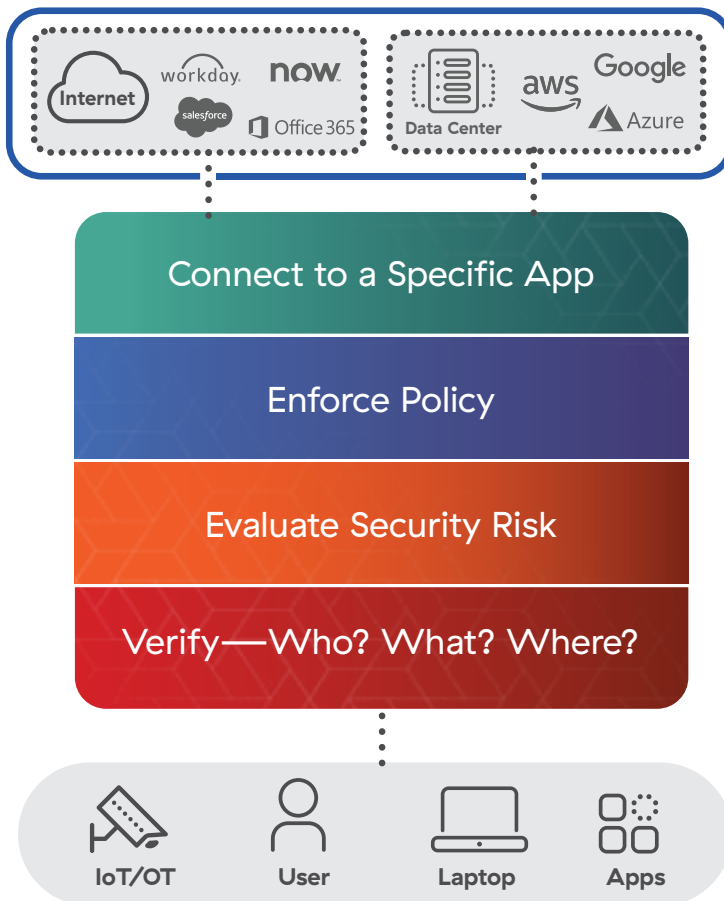 Internet
workday.
now
salesforce
Office 365
Data Center
aws
Google
Azure
Connect to a Specific App
Enforce Policy
Evaluate Security Risk
Verify—Who? What? Where?
IoT/OT
User
Laptop
Apps